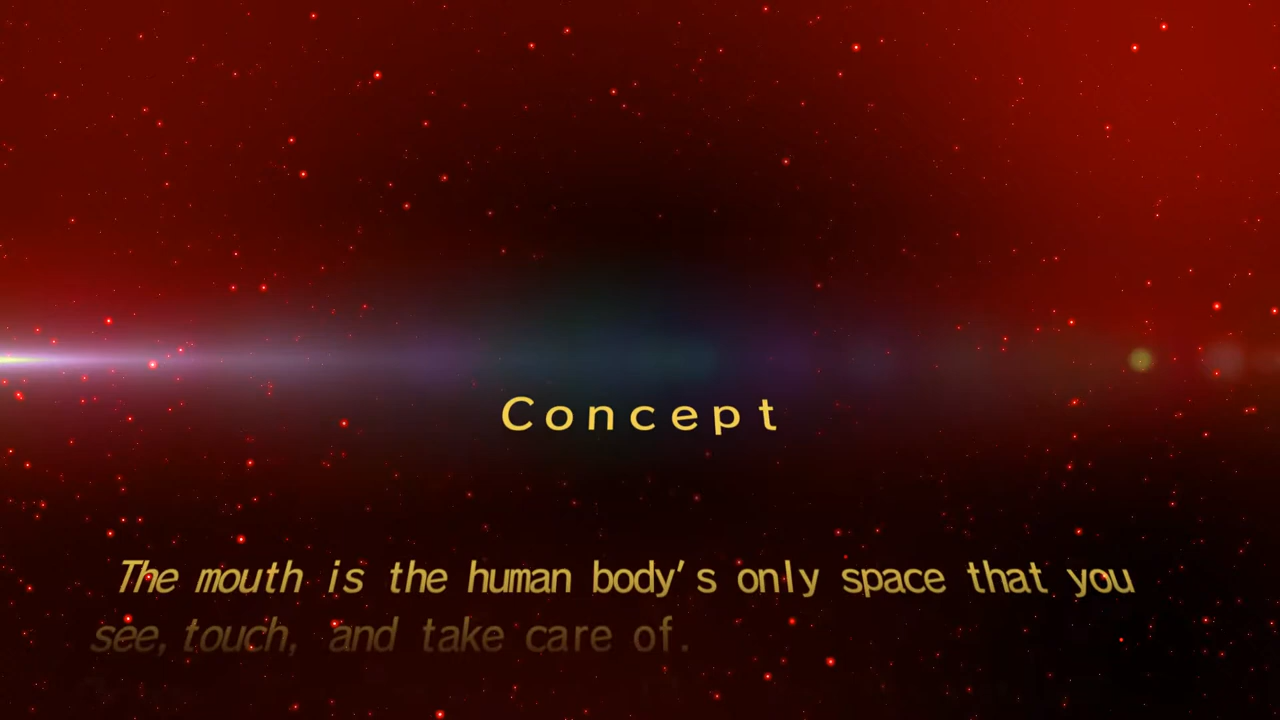 Concept
The mouth is the human body's only space that you
see, touch, and take care of.